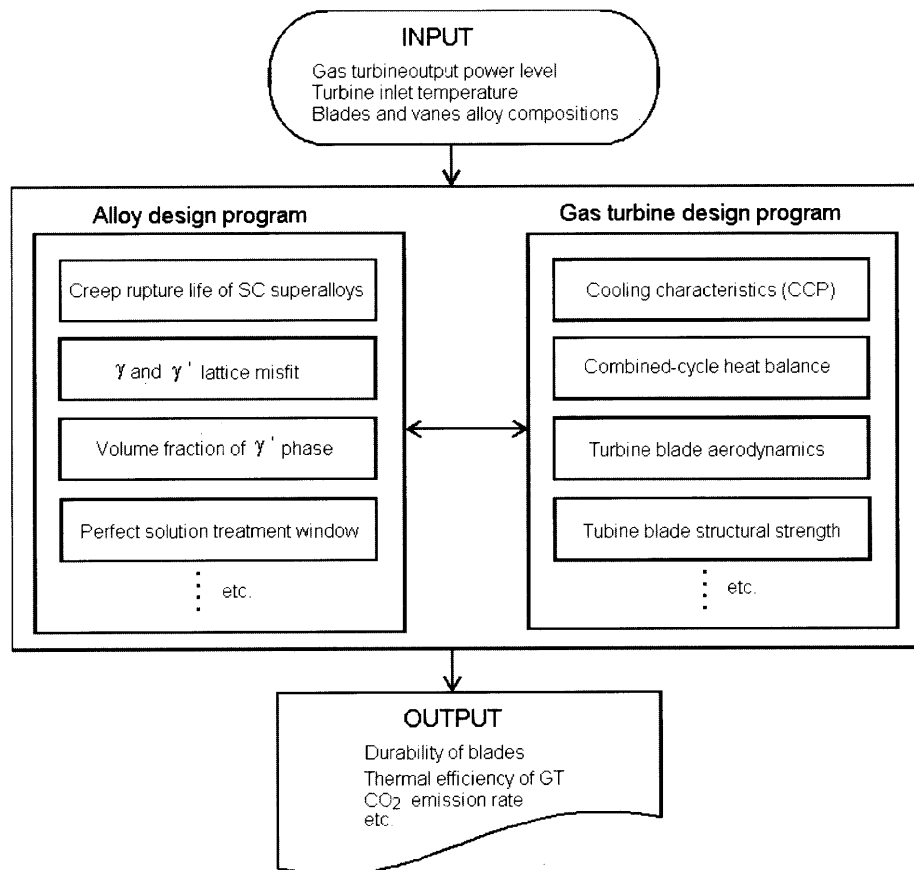 INPUT
Gas turbineoutput power level
Turbine inlet temperature
Blades and vanes alloy compositions
Alloy design program
Creep rupture life of SC superalloys
γ and γ' lattice misfit
Volume fraction of γ' phase
Perfect solution treatment window
etc.
Gas turbine design program
Cooling characteristics (CCP)
Combined-cycle heat balance
Turbine blade aerodynamics
Tubine blade structural strength
etc.
OUTPUT
Durability of blades
Thermal efficiency of GT
CO₂ emission rate
etc.